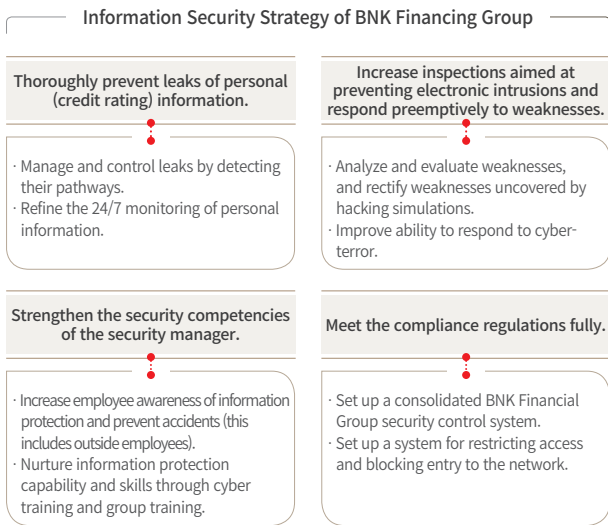 Information Security Strategy of BNK Financing Group
Thoroughly prevent leaks of personal
(credit rating) information.
· Manage and control leaks by detecting
their pathways.
· Refine the 24/7 monitoring of personal
information.
Increase inspections aimed at
preventing electronic intrusions and
respond preemptively to weaknesses.
· Analyze and evaluate weaknesses,
and rectify weaknesses uncovered by
hacking simulations.
· Improve ability to respond to cyber-
terror.
Strengthen the security competencies
of the security manager.
· Increase employee awareness of information
protection and prevent accidents (this
includes outside employees).
· Nurture information protection
capability and skills through cyber
training and group training.
Meet the compliance regulations fully.
· Set up a consolidated BNK Financial
Group security control system.
· Set up a system for restricting access
and blocking entry to the network.